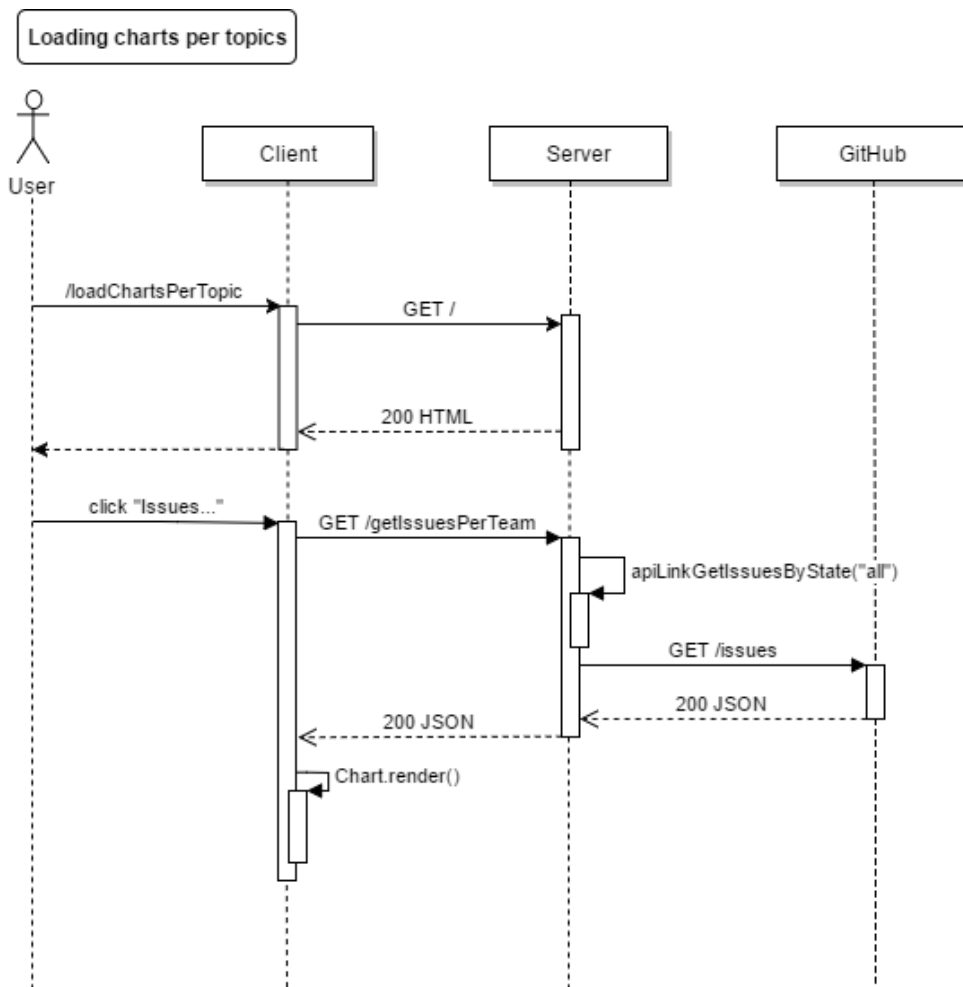 Loading charts per topics
User
Client
Server
GitHub
/loadChartsPerTopic
GET /
200 HTML
click "Issues..."
GET /getIssuesPerTeam
apiLinkGetIssuesByState("all")
GET /issues
200 JSON
200 JSON
Chart.render()